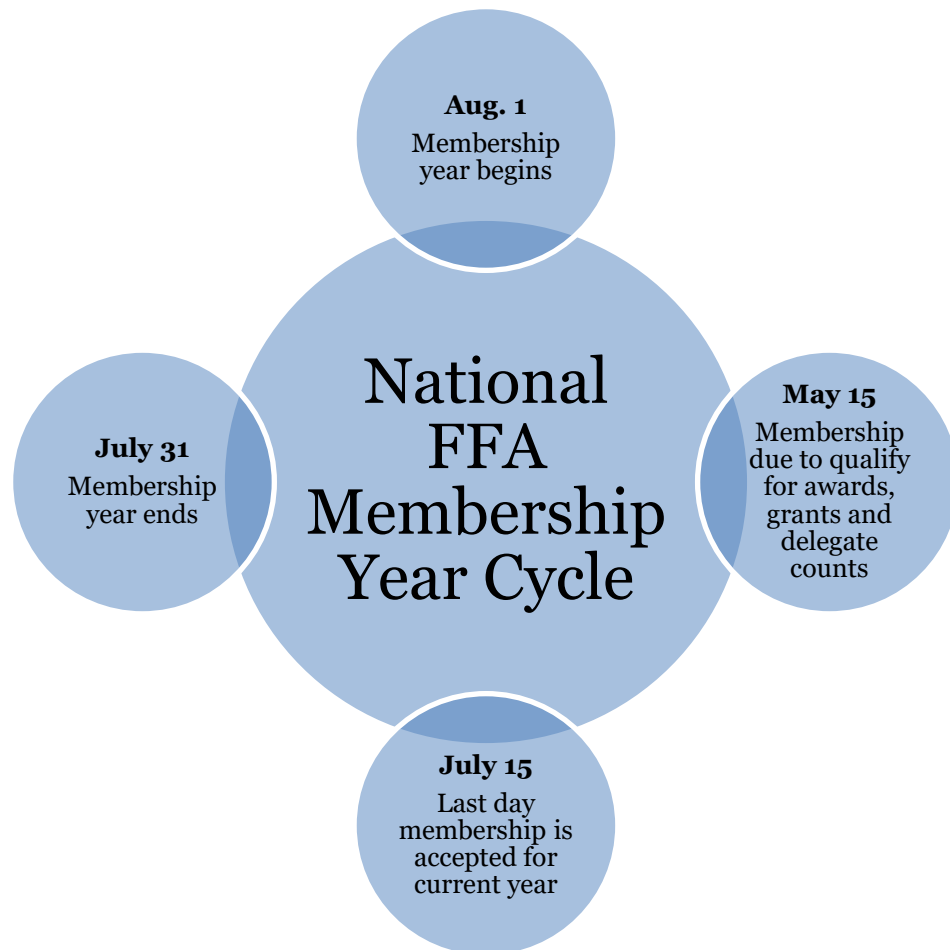 Aug. 1
Membership
year begins
National
FFA
Membership
Year Cycle
May 15
Membership
due to qualify
for awards,
grants and
delegate
counts
July 15
Last day
membership is
accepted for
current year
July 31
Membership
year ends